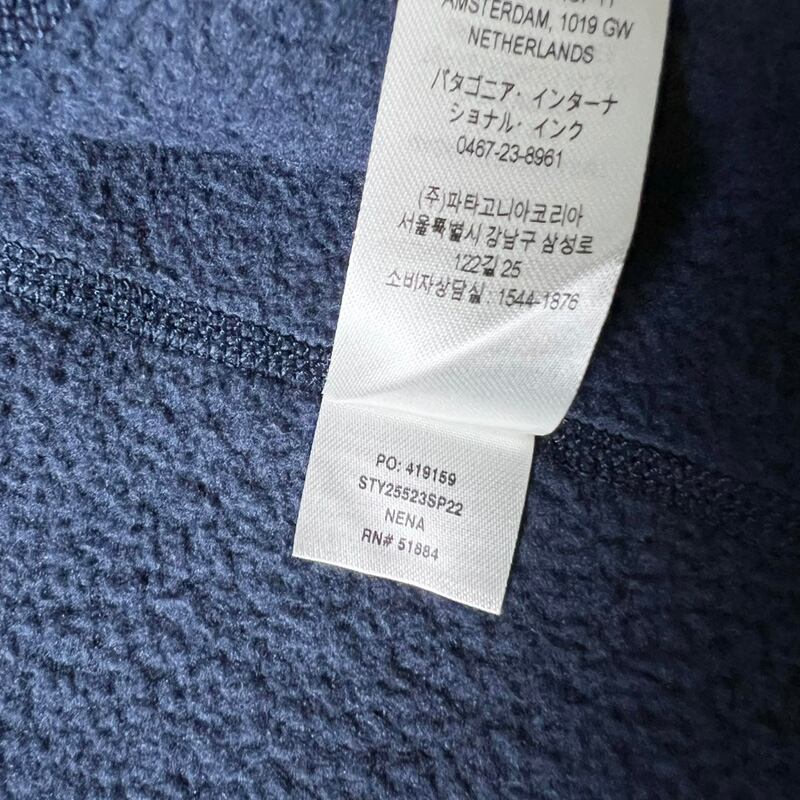 AMSTERDAM, 1019 GW
NETHERLANDS
パタゴニア・インターナ
ショナル・インク
0467-23-8961
(주)파타고니아코리아
서울특별시 강남구 삼성로
122길 25
소비자상담실 : 1544-1876
PO: 419159
STY25523SP22
NENA
RN# 51884